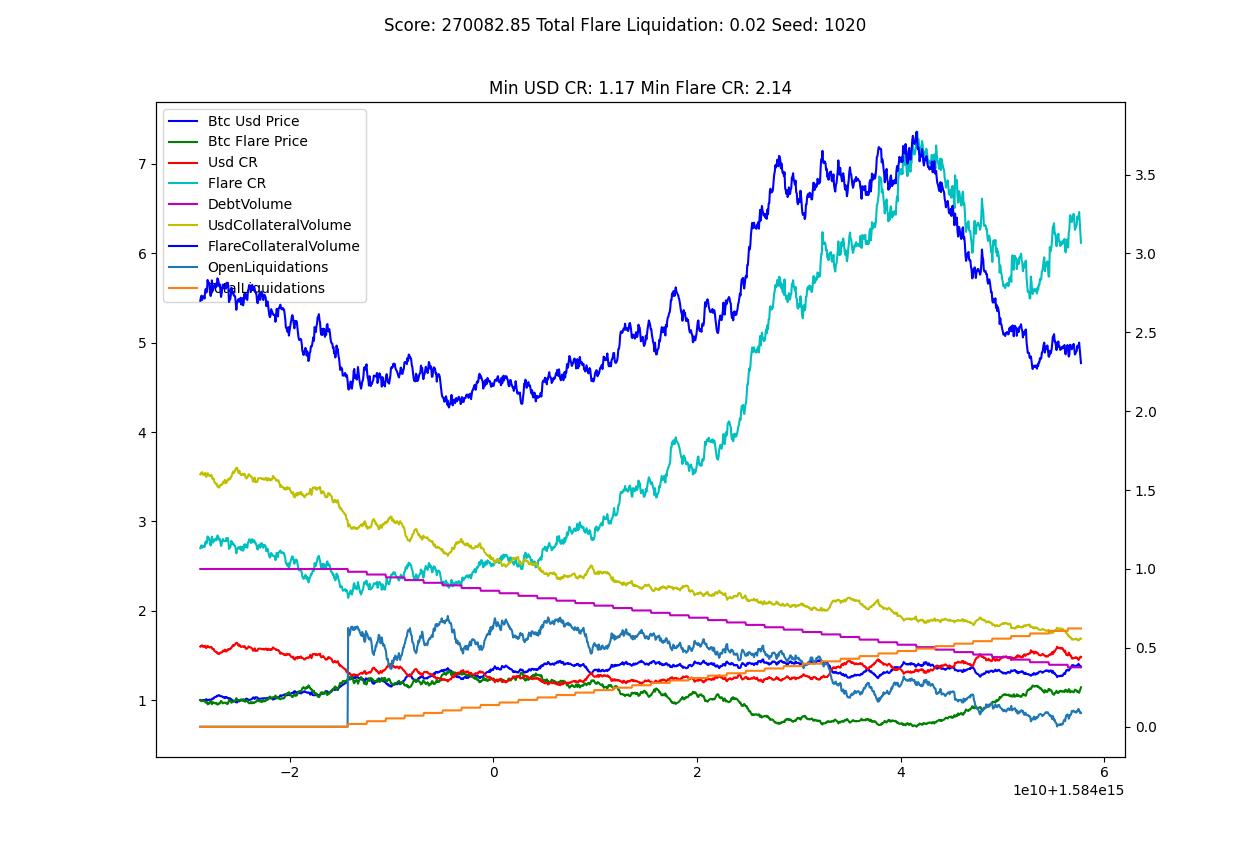 Score: 270082.85 Total Flare Liquidation: 0.02 Seed: 1020
Min USD CR: 1.17 Min Flare CR: 2.14
Btc Usd Price
Btc Flare Price
Usd CR
Flare CR
DebtVolume
UsdCollateralVolume
FlareCollateralVolume
OpenLiquidations
TotalLiquidations
7
6
5
4
3
2
1
3.5
3.0
2.5
2.0
1.5
1.0
0.5
0.0
−2
0
2
4
6
1e10+1.584e15